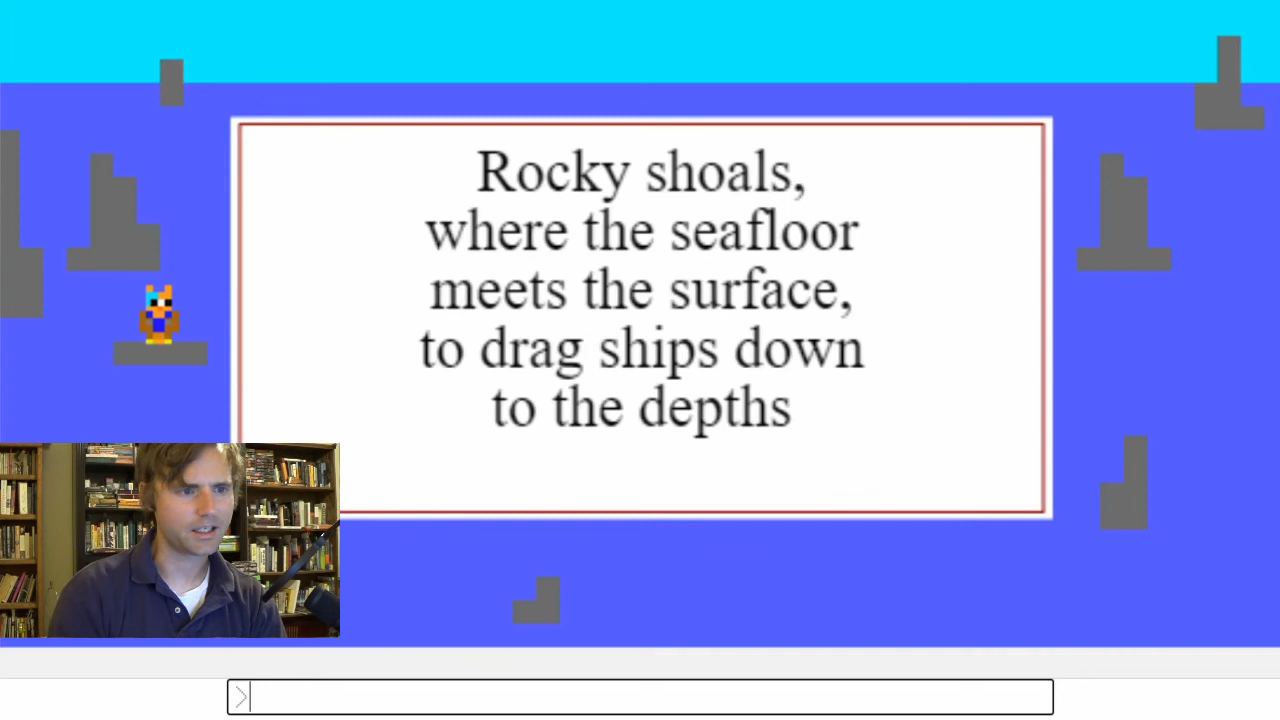 Rocky shoals,
where the seafloor
meets the surface,
to drag ships down
to the depths